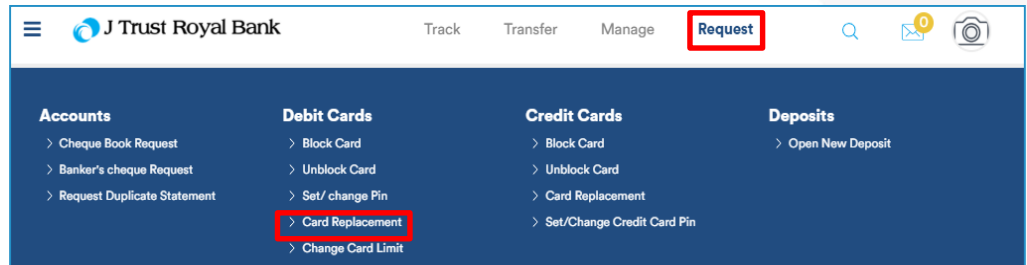 J Trust Royal Bank
Track Transfer Manage Request 0
Accounts
> Cheque Book Request
> Banker's cheque Request
> Request Duplicate Statement
Debit Cards
> Block Card
> Unblock Card
> Set/ change Pin
> Card Replacement
> Change Card Limit
Credit Cards
> Block Card
> Unblock Card
> Card Replacement
> Set/Change Credit Card Pin
Deposits
> Open New Deposit